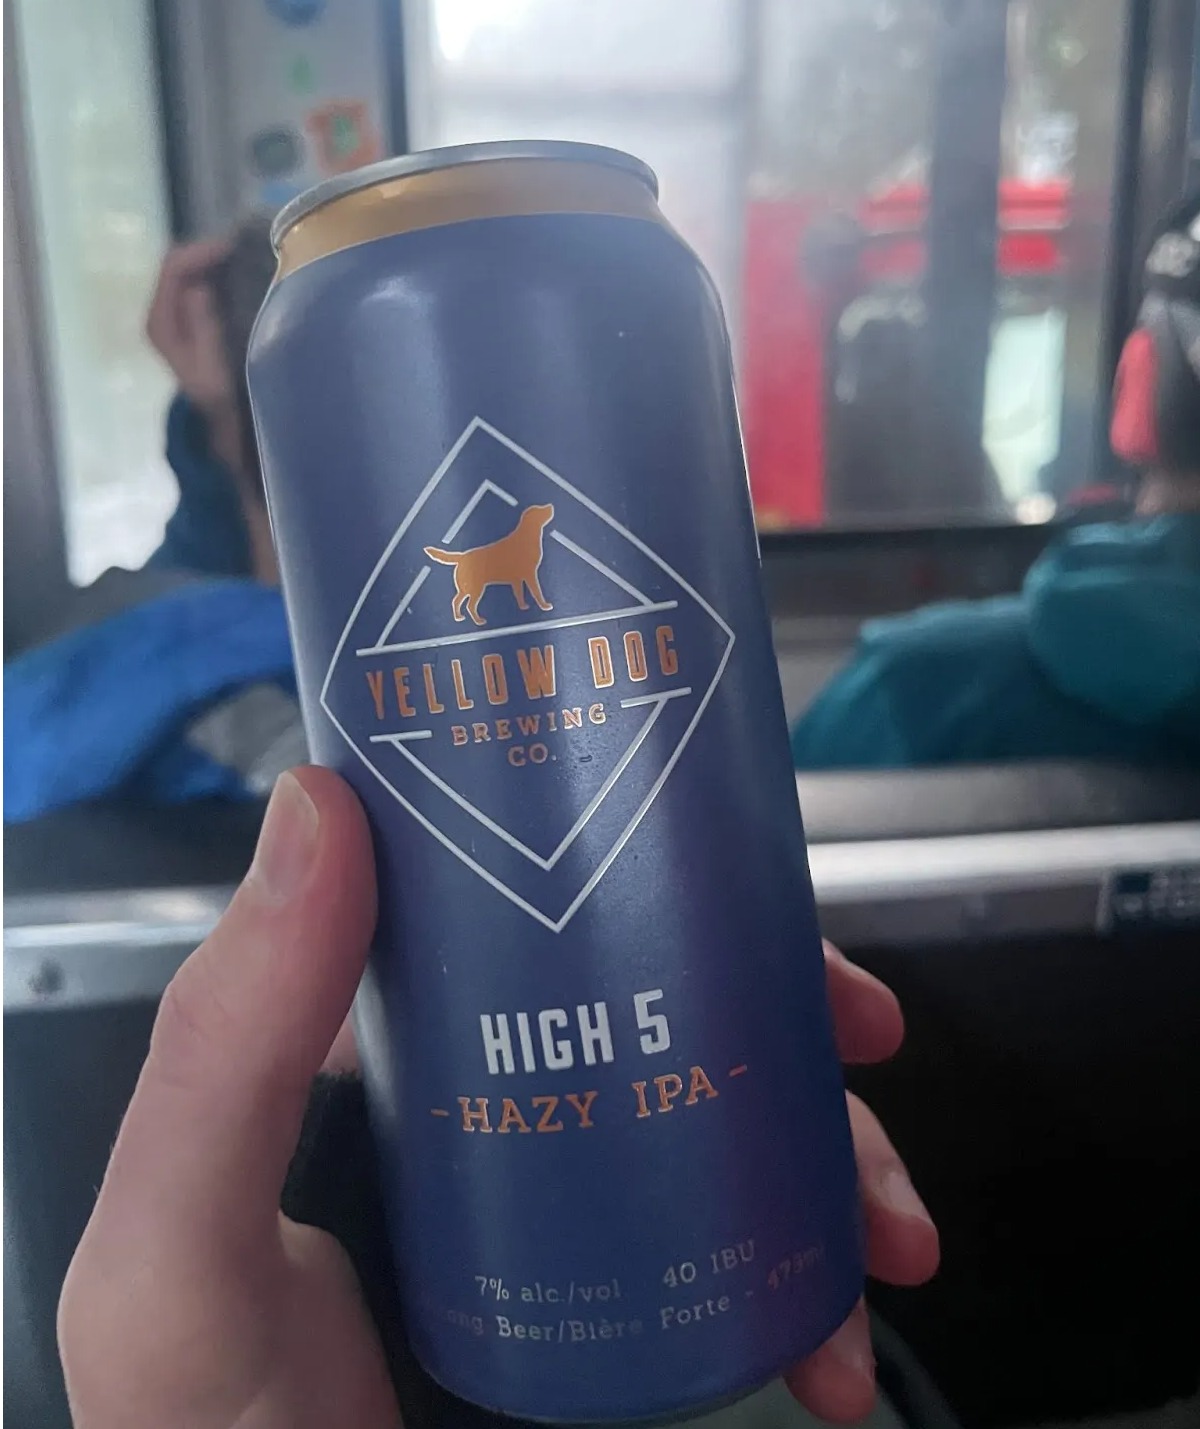 YELLOW DOG
BREWING
CO.
HIGH 5
-HAZY IPA-
7% alc./vol 40 IBU
Beer/Bière Forte -